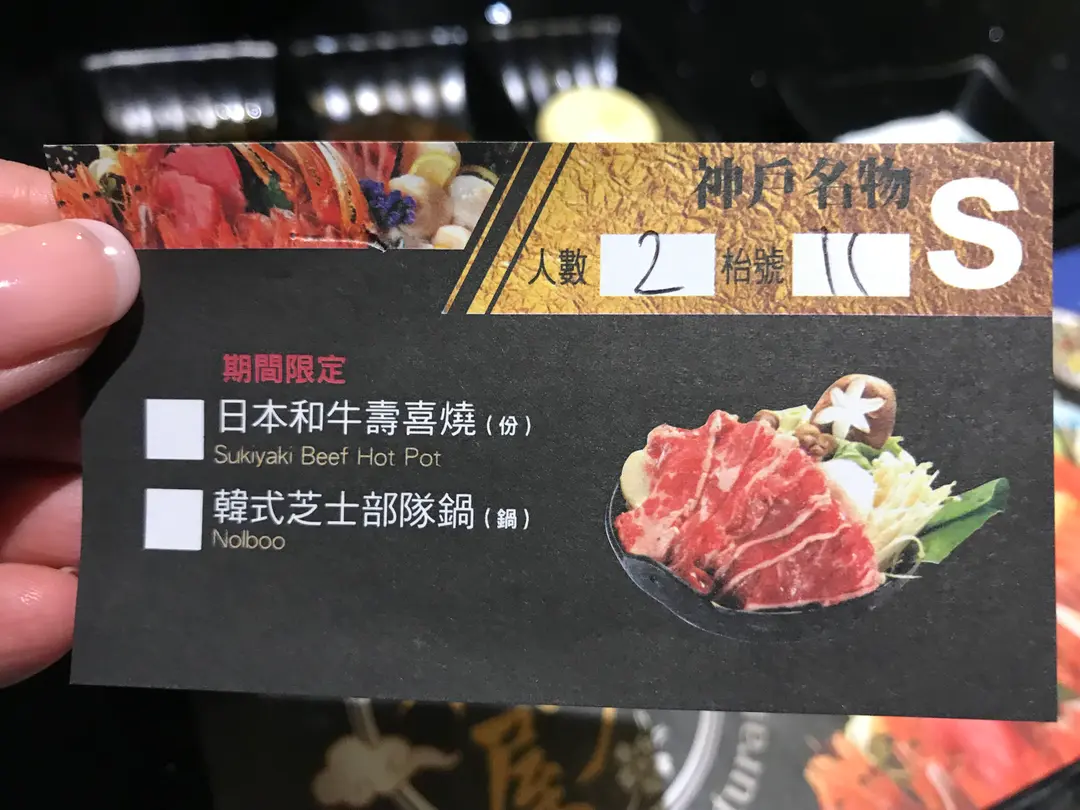 神戶名物
S
人數 2 枱號 11
期間限定
日本和牛壽喜燒(份)
Sukiyaki Beef Hot Pot
韓式芝士部隊鍋(鍋)
Nolboo
屋